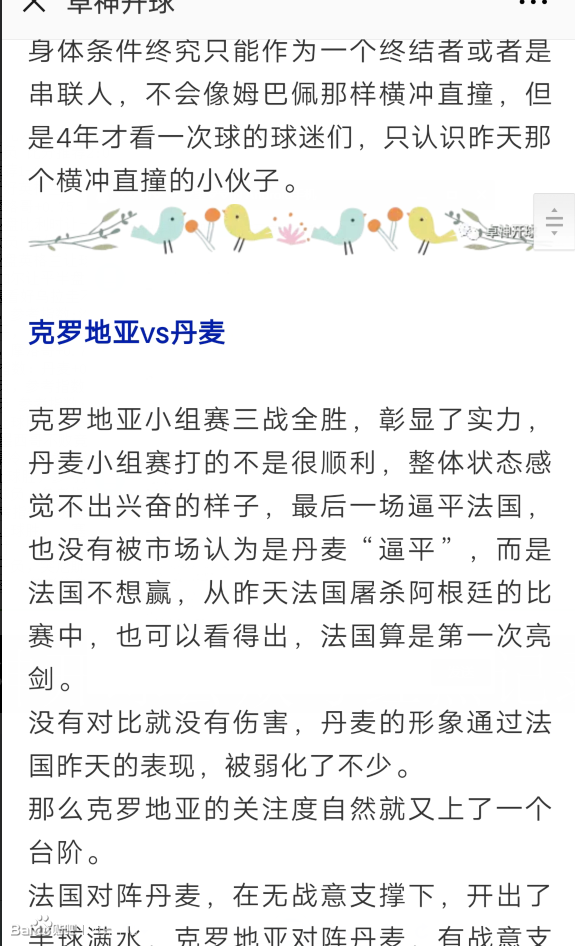 卓神开球
身体条件终究只能作为一个终结者或者是
串联人，不会像姆巴佩那样横冲直撞，但
是4年才看一次球的球迷们，只认识昨天那
个横冲直撞的小伙子。
卓神开球
克罗地亚vs丹麦
克罗地亚小组赛三战全胜，彰显了实力，
丹麦小组赛打的不是很顺利，整体状态感
觉不出兴奋的样子，最后一场逼平法国，
也没有被市场认为是丹麦“逼平”，而是
法国不想赢，从昨天法国屠杀阿根廷的比
赛中，也可以看得出，法国算是第一次亮
剑。
没有对比就没有伤害，丹麦的形象通过法
国昨天的表现，被弱化了不少。
那么克罗地亚的关注度自然就又上了一个
台阶。
法国对阵丹麦，在无战意支撑下，开出了
半球满水，克罗地亚对阵丹麦，有战意支